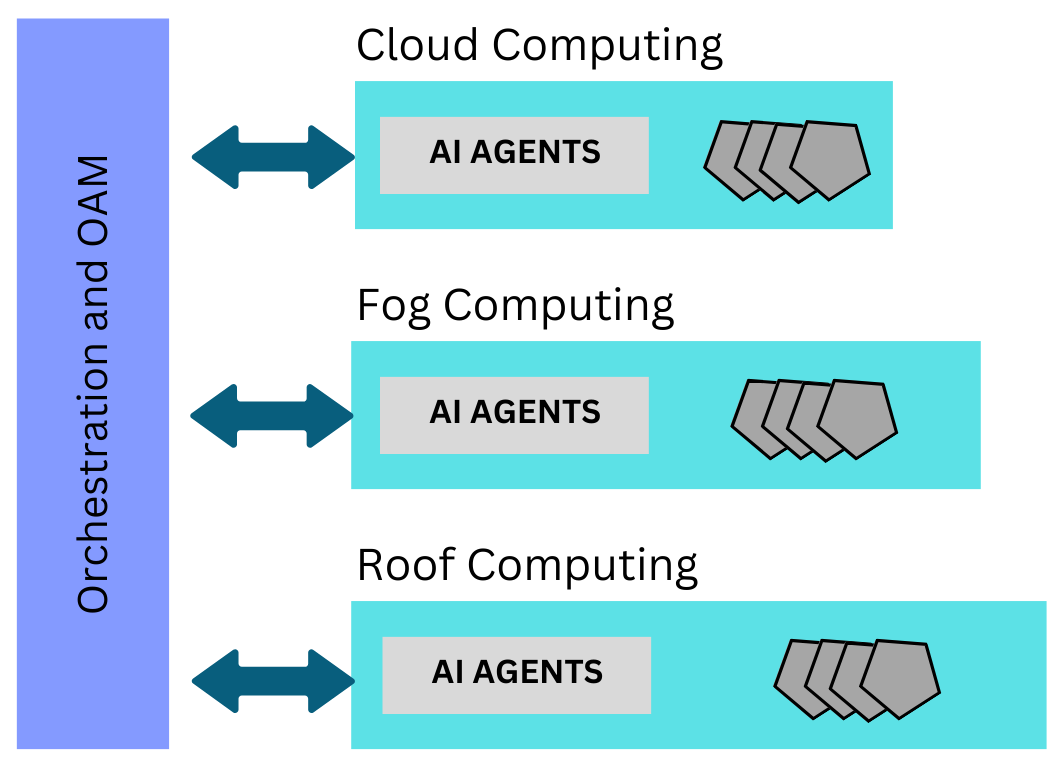 Orchestration and OAM
Cloud Computing
AI AGENTS
Fog Computing
AI AGENTS
Roof Computing
AI AGENTS